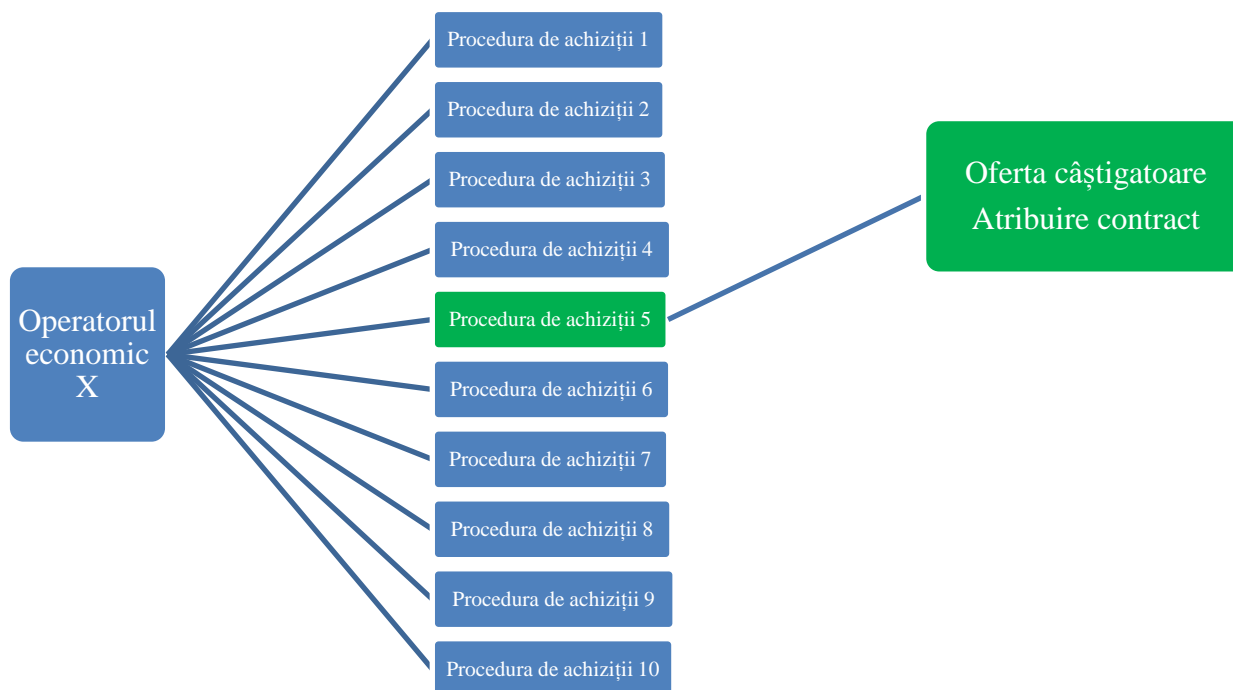 Operatorul
economic
X
Procedura de achiziții 1
Procedura de achiziții 2
Procedura de achiziții 3
Procedura de achiziții 4
Procedura de achiziții 5
Procedura de achiziții 6
Procedura de achiziții 7
Procedura de achiziții 8
Procedura de achiziții 9
Procedura de achiziții 10
Oferta câștigatoare
Atribuire contract